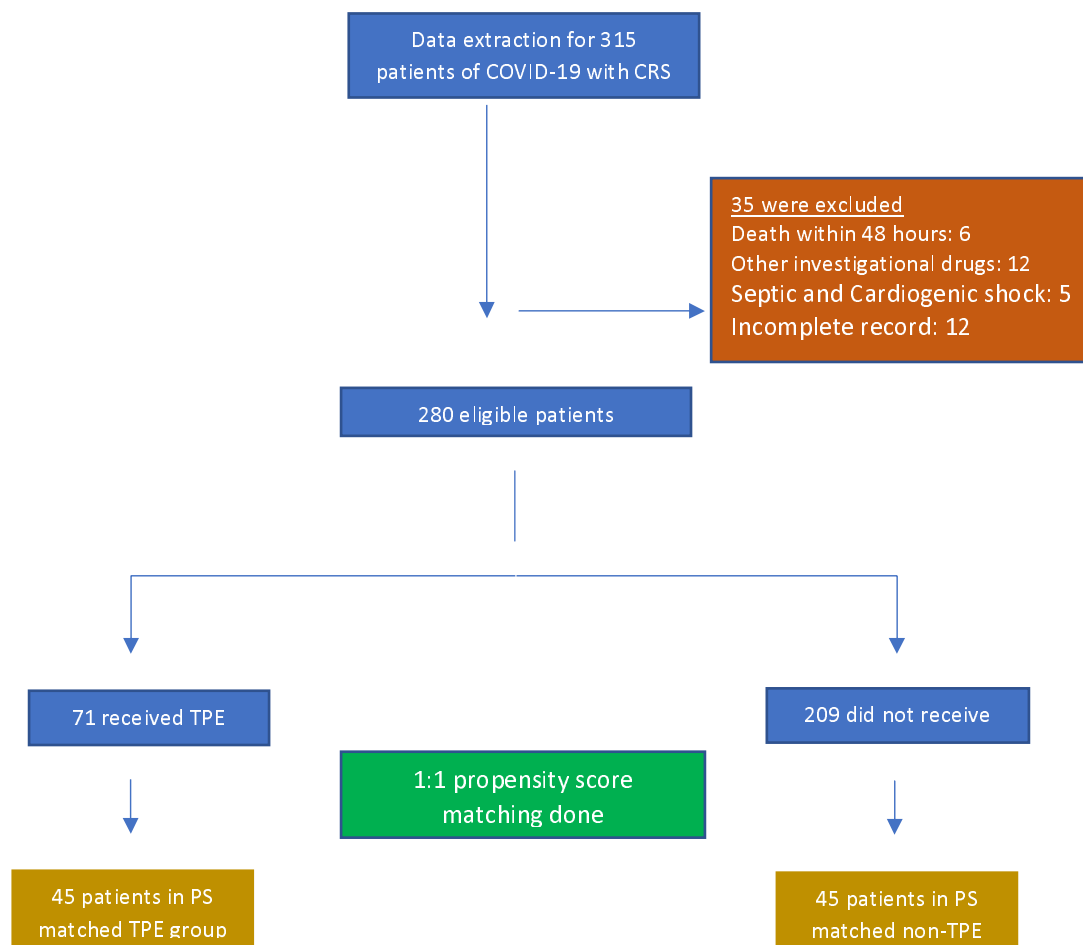 Data extraction for 315
patients of COVID-19 with CRS
35 were excluded
Death within 48 hours: 6
Other investigational drugs: 12
Septic and Cardiogenic shock: 5
Incomplete record: 12
280 eligible patients
71 received TPE
209 did not receive
1:1 propensity score
matching done
45 patients in PS
matched TPE group
45 patients in PS
matched non-TPE